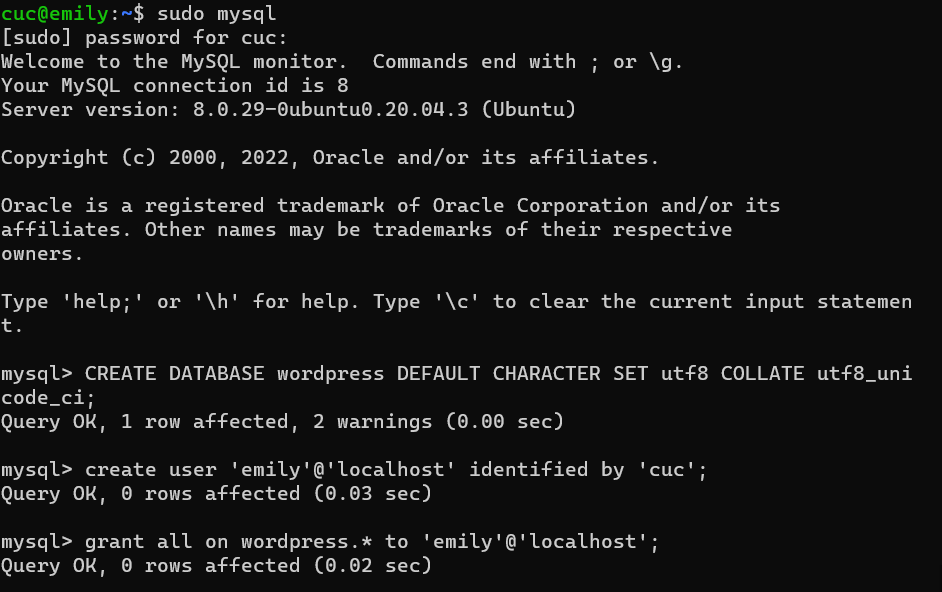 cuc@emily:~$ sudo mysql
[sudo] password for cuc:
Welcome to the MySQL monitor.  Commands end with ; or \g.
Your MySQL connection id is 8
Server version: 8.0.29-0ubuntu0.20.04.3 (Ubuntu)
Copyright (c) 2000, 2022, Oracle and/or its affiliates.
Oracle is a registered trademark of Oracle Corporation and/or its
affiliates. Other names may be trademarks of their respective
owners.
Type 'help;' or '\h' for help. Type '\c' to clear the current input statemen
t.
mysql> CREATE DATABASE wordpress DEFAULT CHARACTER SET utf8 COLLATE utf8_uni
code_ci;
Query OK, 1 row affected, 2 warnings (0.00 sec)
mysql> create user 'emily'@'localhost' identified by 'cuc';
Query OK, 0 rows affected (0.03 sec)
mysql> grant all on wordpress.* to 'emily'@'localhost';
Query OK, 0 rows affected (0.02 sec)